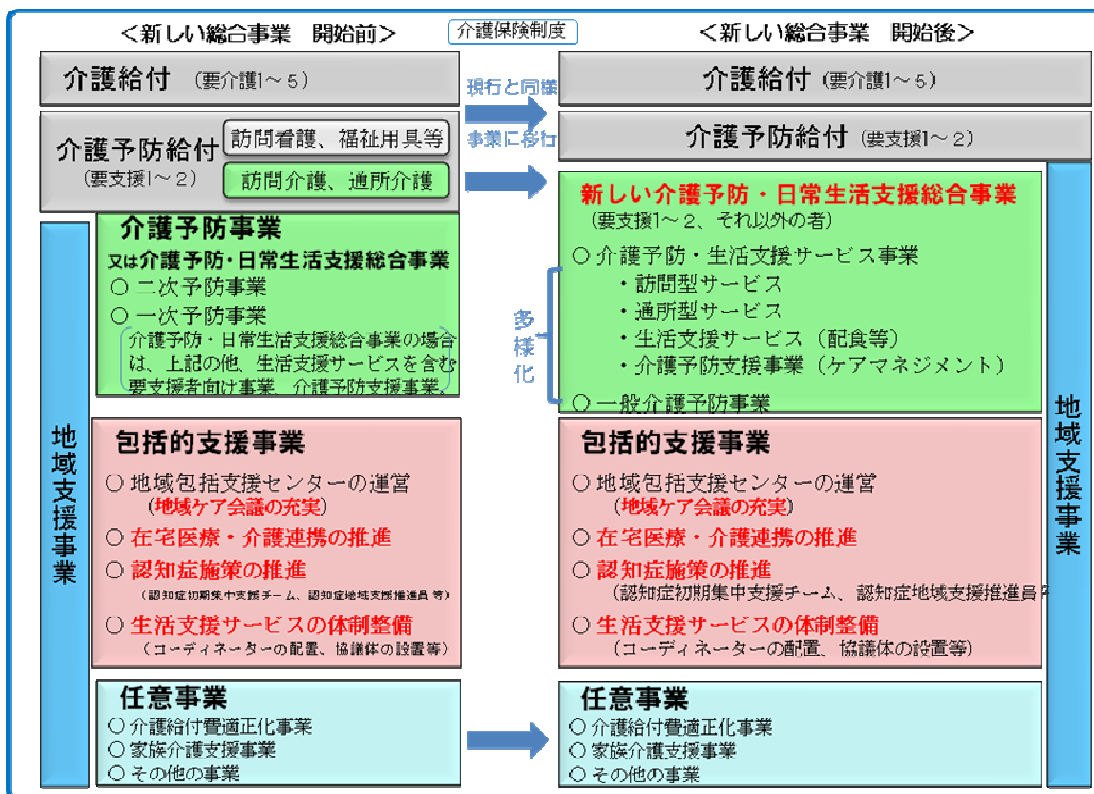 ＜新しい総合事業　開始前＞
介護保険制度
＜新しい総合事業　開始後＞
介護給付（要介護1～5）
現行と同様
介護給付（要介護1～5）
介護予防給付
（要支援1～2）
訪問看護、福祉用具等
訪問介護、通所介護
事業に移行
介護予防給付（要支援1～2）
地域支援事業
介護予防事業
又は介護予防・日常生活支援総合事業
○ 二次予防事業
○ 一次予防事業
介護予防・日常生活支援総合事業の場合
は、上記の他、生活支援サービスを含む
要支援者向け事業、介護予防支援事業。
包括的支援事業
○ 地域包括支援センターの運営
（地域ケア会議の充実）
○ 在宅医療・介護連携の推進
○ 認知症施策の推進
（認知症初期集中支援チーム、認知症地域支援推進員 等）
○ 生活支援サービスの体制整備
（コーディネーターの配置、協議体の設置等）
任意事業
○ 介護給付費適正化事業
○ 家族介護支援事業
○ その他の事業
多様化
新しい介護予防・日常生活支援総合事業
（要支援1～2、それ以外の者）
○ 介護予防・生活支援サービス事業
・訪問型サービス
・通所型サービス
・生活支援サービス（配食等）
・介護予防支援事業（ケアマネジメント）
○ 一般介護予防事業
包括的支援事業
○ 地域包括支援センターの運営
（地域ケア会議の充実）
○ 在宅医療・介護連携の推進
○ 認知症施策の推進
（認知症初期集中支援チーム、認知症地域支援推進員
○ 生活支援サービスの体制整備
（コーディネーターの配置、協議体の設置等）
任意事業
○ 介護給付費適正化事業
○ 家族介護支援事業
○ その他の事業
地域支援事業